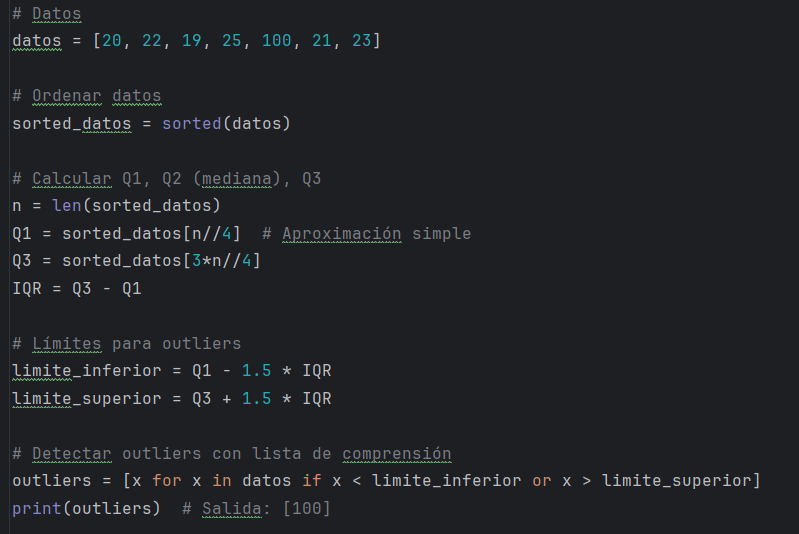 # Datos
datos = [20, 22, 19, 25, 100, 21, 23]
# Ordenar datos
sorted_datos = sorted(datos)
# Calcular Q1, Q2 (mediana), Q3
n = len(sorted_datos)
Q1 = sorted_datos[n//4]  # Aproximación simple
Q3 = sorted_datos[3*n//4]
IQR = Q3 - Q1
# Límites para outliers
limite_inferior = Q1 - 1.5 * IQR
limite_superior = Q3 + 1.5 * IQR
# Detectar outliers con lista de comprensión
outliers = [x for x in datos if x < limite_inferior or x > limite_superior]
print(outliers)  # Salida: [100]